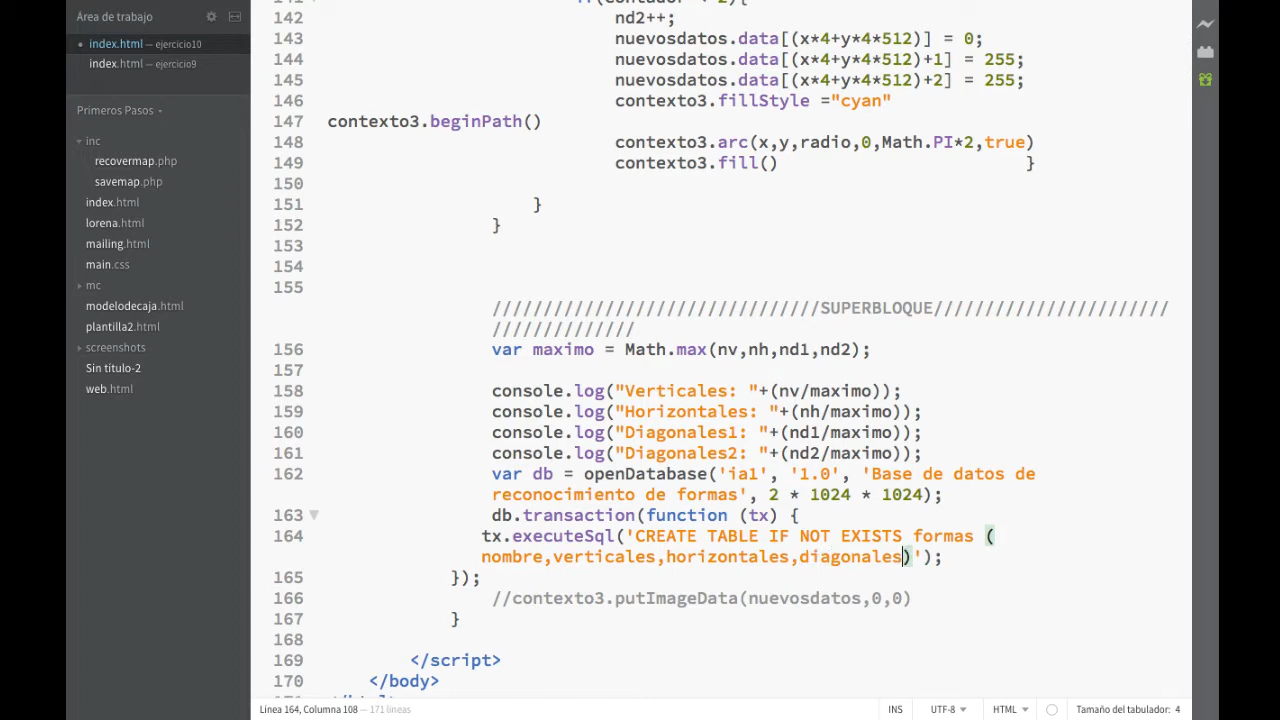 Área de trabajo
index.html — ejercicio10
index.html — ejercicio9
Primeros Pasos
inc
recovermap.php
savemap.php
index.html
lorena.html
mailing.html
main.css
mc
modelodecaja.html
plantilla2.html
screenshots
Sin título-2
web.html
142 nd2++;
143 nuevosdatos.data[(x*4+y*4*512)] = 0;
144 nuevosdatos.data[(x*4+y*4*512)+1] = 255;
145 nuevosdatos.data[(x*4+y*4*512)+2] = 255;
146 contexto3.fillStyle ="cyan"
147 contexto3.beginPath()
148 contexto3.arc(x,y,radio,0,Math.PI*2,true)
149 contexto3.fill() }
150
151 }
152 }
153
154
155
////////////////////////////////SUPERBLOQUE///////////////////////
//////////////
156 var maximo = Math.max(nv,nh,nd1,nd2);
157
158 console.log("Verticales: "+(nv/maximo));
159 console.log("Horizontales: "+(nh/maximo));
160 console.log("Diagonales1: "+(nd1/maximo));
161 console.log("Diagonales2: "+(nd2/maximo));
162 var db = openDatabase('ia1', '1.0', 'Base de datos de
reconocimiento de formas', 2 * 1024 * 1024);
163 db.transaction(function (tx) {
164 tx.executeSql('CREATE TABLE IF NOT EXISTS formas (
nombre,verticales,horizontales,diagonales)');
165 });
166 //contexto3.putImageData(nuevosdatos,0,0)
167 }
168
169 </script>
170 </body>
Línea 164, Columna 108 — 171 líneas
INS UTF-8 HTML Tamaño del tabulador: 4